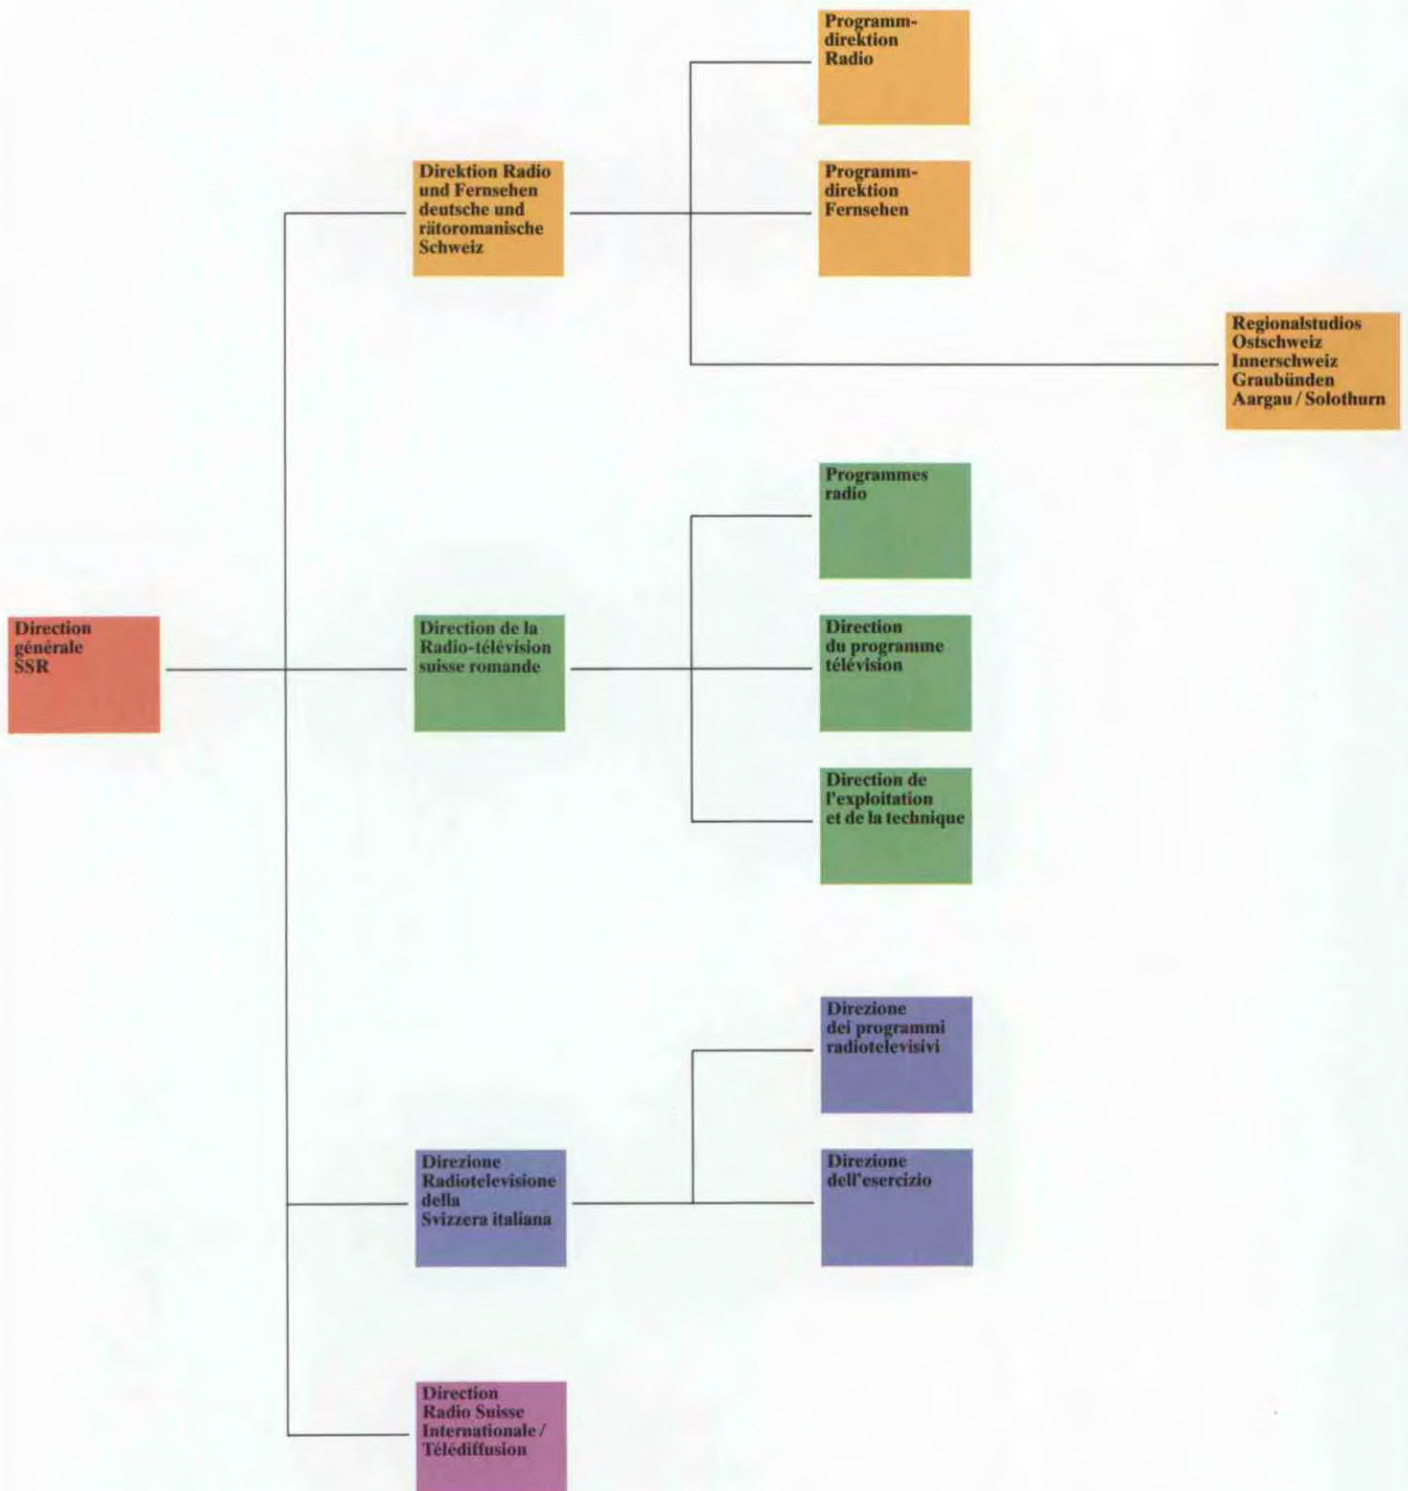 Programm-
direktion
Radio
Direktion Radio
und Fernsehen
deutsche und
rätoromanische
Schweiz
Programm-
direktion
Fernsehen
Regionalstudios
Ostschweiz
Innerschweiz
Graubünden
Aargau / Solothurn
Programmes
radio
Direction
générale
SSR
Direction de la
Radio-télévision
suisse romande
Direction
du programme
télévision
Direction de
l'exploitation
et de la technique
Direzione
dei programmi
radiotelevisivi
Direzione
Radiotelevisione
della
Svizzera italiana
Direzione
dell'esercizio
Direction
Radio Suisse
Internationale /
Télédiffusion